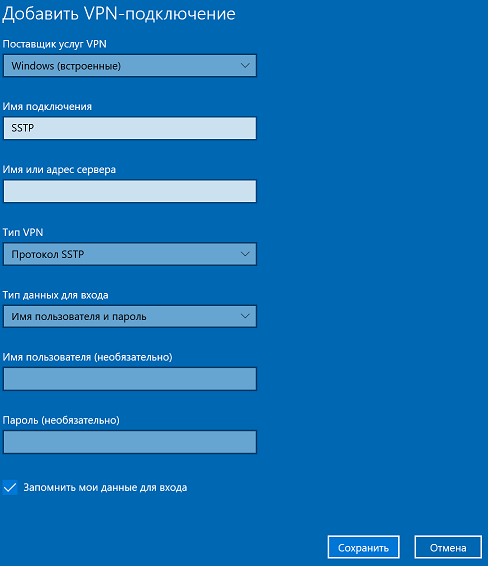 Добавить VPN-подключение
Поставщик услуг VPN
Windows (встроенные)
Имя подключения
SSTP
Имя или адрес сервера
Тип VPN
Протокол SSTP
Тип данных для входа
Имя пользователя и пароль
Имя пользователя (необязательно)
Пароль (необязательно)
Запомнить мои данные для входа
Сохранить
Отмена